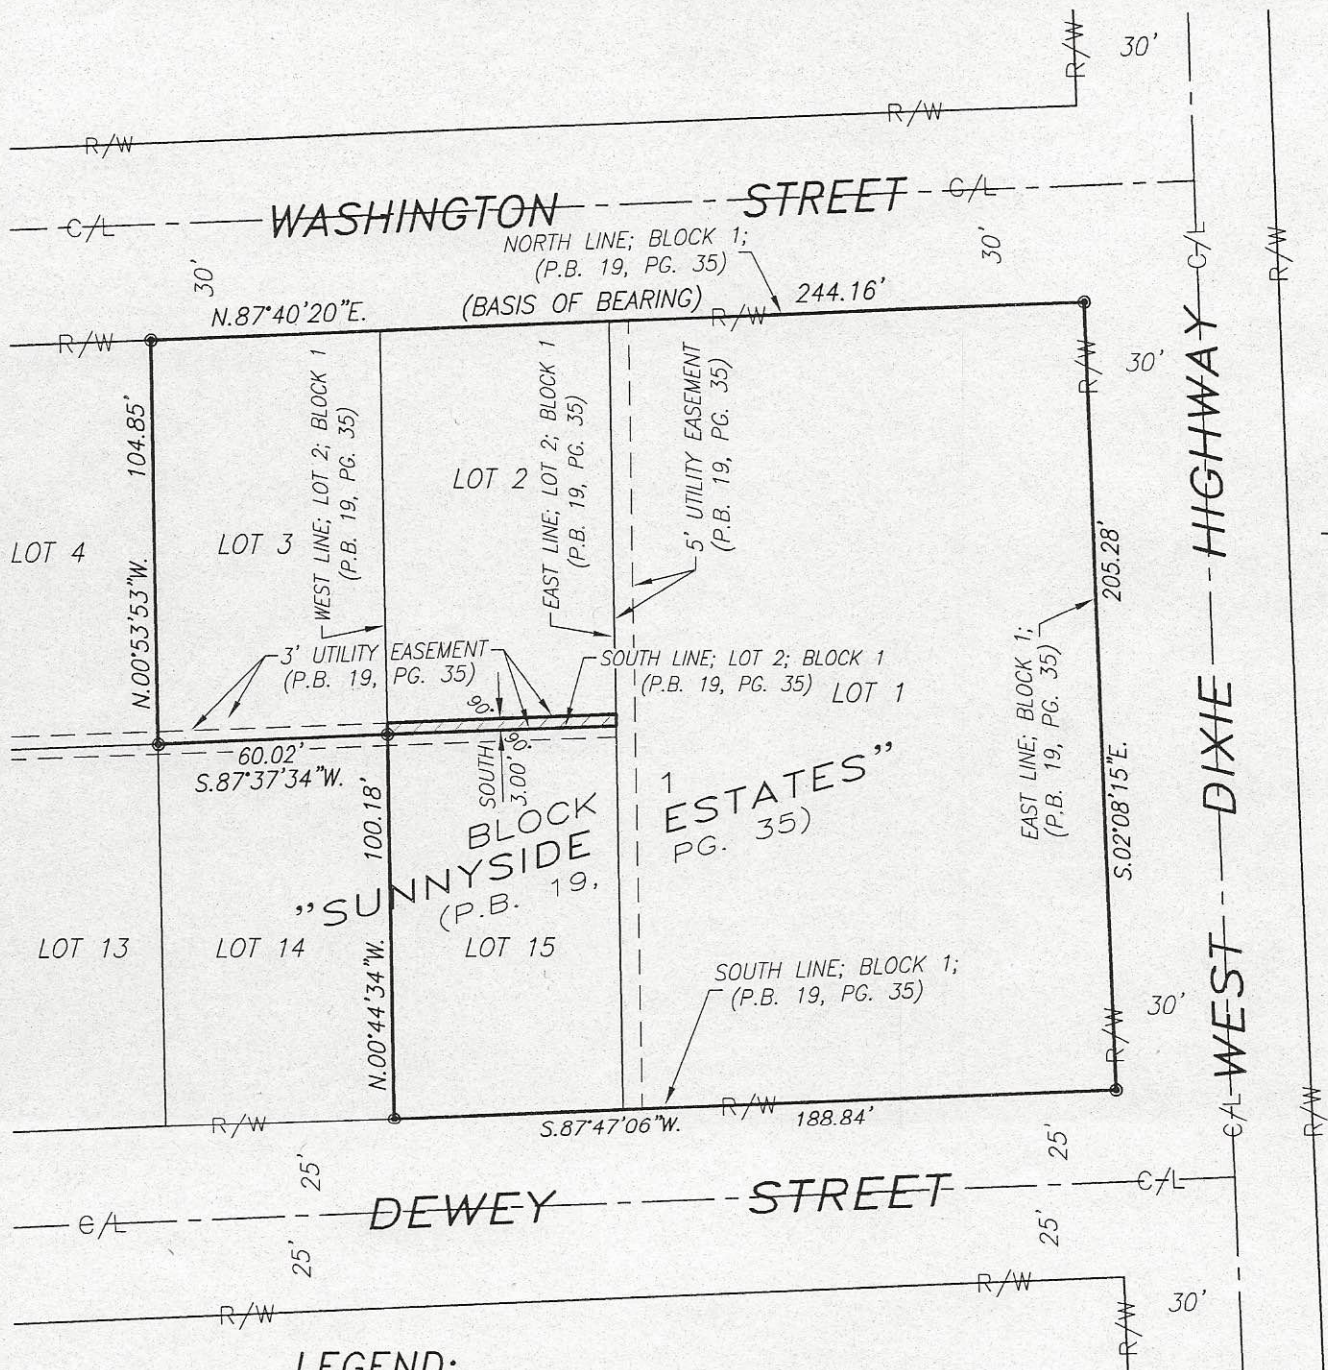 R/W
30'
R/W
R/W
C/L
WASHINGTON STREET
C/L
NORTH LINE; BLOCK 1;
(P.B. 19, PG. 35)
30'
30'
C/L
R/W
N.87°40'20"E.
(BASIS OF BEARING)
R/W
244.16'
R/W
R/W
30'
WEST LINE; LOT 2; BLOCK 1
(P.B. 19, PG. 35)
EAST LINE; LOT 2; BLOCK 1
(P.B. 19, PG. 35)
5' UTILITY EASEMENT
(P.B. 19, PG. 35)
104.85'
N.00°53'53"W.
LOT 4
LOT 3
LOT 2
205.28'
S.02°08'15"E.
WEST DIXIE HIGHWAY
3' UTILITY EASEMENT
(P.B. 19, PG. 35)
SOUTH LINE; LOT 2; BLOCK 1
(P.B. 19, PG. 35)
LOT 1
EAST LINE; BLOCK 1;
(P.B. 19, PG. 35)
90°
90°
60.02'
S.87°37'34"W.
SOUTH
3.00'
BLOCK 1
"SUNNYSIDE ESTATES"
(P.B. 19, PG. 35)
100.18'
N.00°44'34"W.
LOT 13
LOT 14
LOT 15
SOUTH LINE; BLOCK 1;
(P.B. 19, PG. 35)
30'
R/W
R/W
S.87°47'06"W.
R/W
188.84'
C/L
R/W
25'
25'
C/L
DEWEY STREET
C/L
25'
25'
R/W
R/W
R/W
30'
LEGEND: